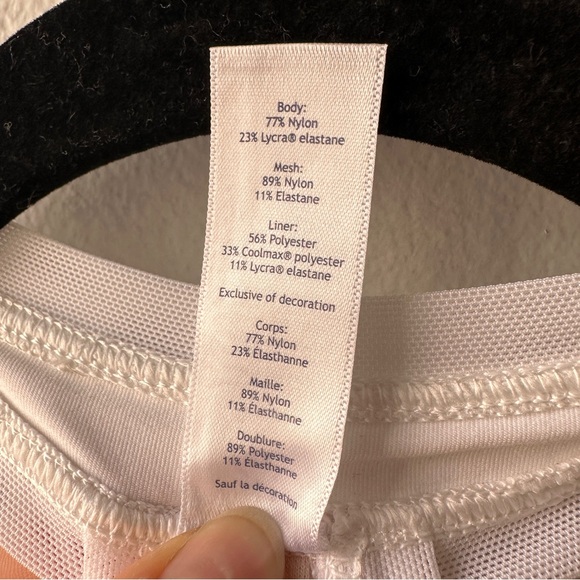 Body:
77% Nylon
23% Lycra® elastane
Mesh:
89% Nylon
11% Elastane
Liner:
56% Polyester
33% Coolmax® polyester
11% Lycra® elastane
Exclusive of decoration
Corps:
77% Nylon
23% Élasthanne
Maille:
89% Nylon
11% Élasthanne
Doublure:
89% Polyester
11% Élasthanne
Sauf la décoration